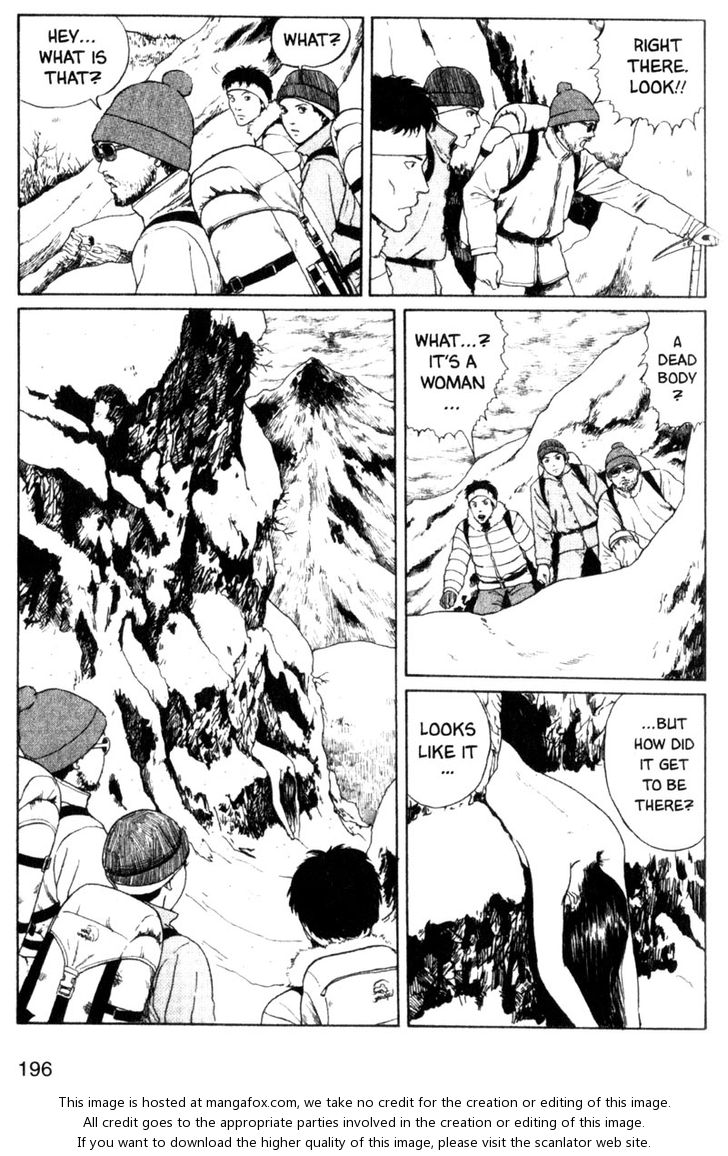 HEY...
WHAT IS
THAT?
WHAT?
RIGHT
THERE.
LOOK!!
WHAT...?
IT'S A
WOMAN
...
A
DEAD
BODY
?
LOOKS
LIKE IT
...
...BUT
HOW DID
IT GET
TO BE
THERE?
196
This image is hosted at mangafox.com, we take no credit for the creation or editing of this image.
All credit goes to the appropriate parties involved in the creation or editing of this image.
If you want to download the higher quality of this image, please visit the scanlator web site.